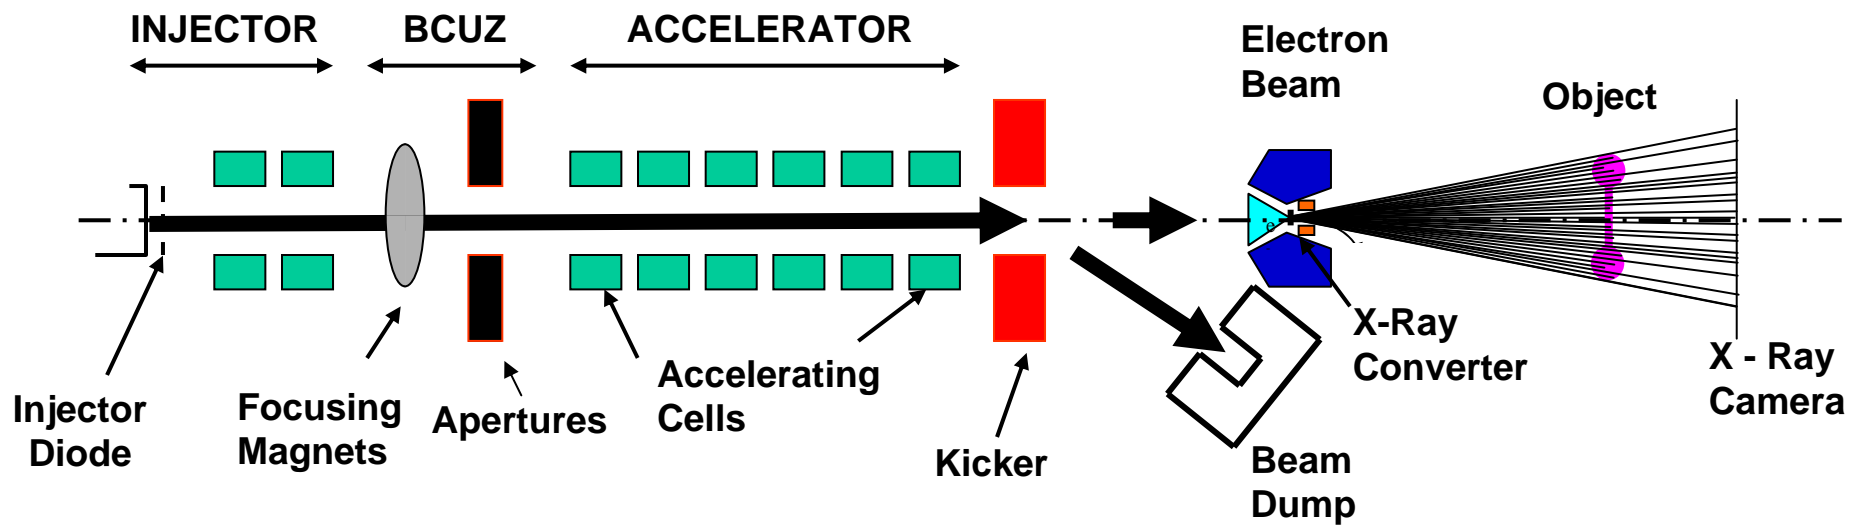 INJECTOR
BCUZ
ACCELERATOR
Electron
Beam
Object
e
X-Ray
Converter
X - Ray
Camera
Injector
Diode
Focusing
Magnets
Apertures
Accelerating
Cells
Kicker
Beam
Dump